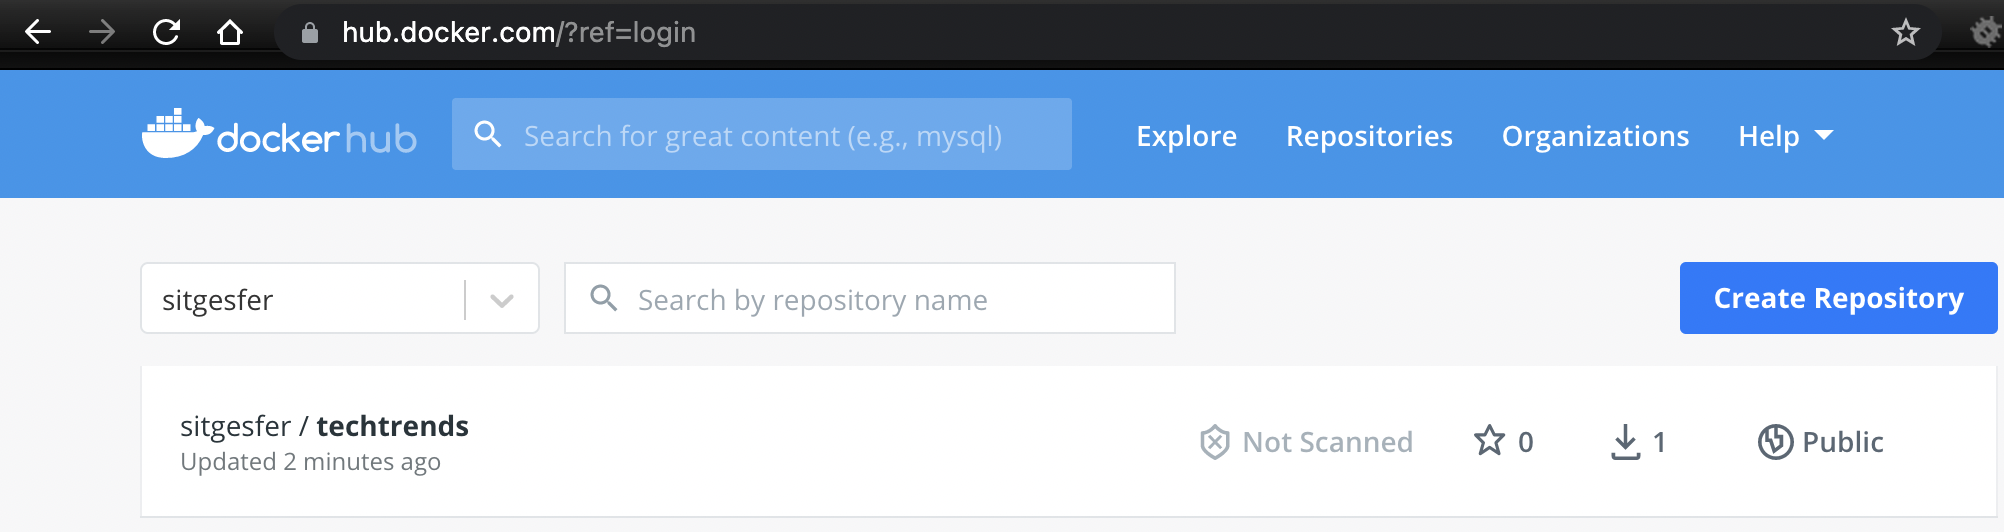 hub.docker.com/?ref=login
docker hub
Search for great content (e.g., mysql)
Explore
Repositories
Organizations
Help
sitgesfer
Search by repository name
Create Repository
sitgesfer / techtrends
Updated 2 minutes ago
Not Scanned
0
1
Public